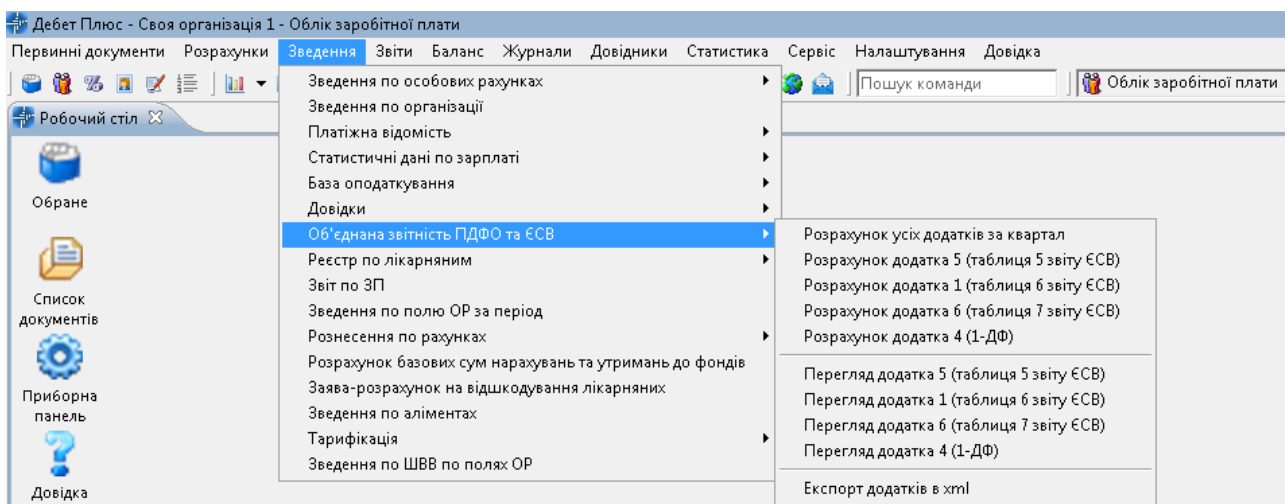 Дебет Плюс - Своя організація 1 - Облік заробітної плати
Первинні документи Розрахунки Зведення Звіти Баланс Журнали Довідники Статистика Сервіс Налаштування Довідка
Пошук команди Облік заробітної плати
Робочий стіл
Обране
Список документів
Приборна панель
Довідка
Зведення по особових рахунках
Зведення по організації
Платіжна відомість
Статистичні дані по зарплаті
База оподаткування
Довідки
Об'єднана звітність ПДФО та ЄСВ
Реєстр по лікарняним
Звіт по ЗП
Зведення по полю ОР за період
Рознесення по рахунках
Розрахунок базових сум нарахувань та утримань до фондів
Заява-розрахунок на відшкодування лікарняних
Зведення по аліментах
Тарифікація
Зведення по ШВВ по полях ОР
Розрахунок усіх додатків за квартал
Розрахунок додатка 5 (таблиця 5 звіту ЄСВ)
Розрахунок додатка 1 (таблиця 6 звіту ЄСВ)
Розрахунок додатка 6 (таблиця 7 звіту ЄСВ)
Розрахунок додатка 4 (1-ДФ)
Перегляд додатка 5 (таблиця 5 звіту ЄСВ)
Перегляд додатка 1 (таблиця 6 звіту ЄСВ)
Перегляд додатка 6 (таблиця 7 звіту ЄСВ)
Перегляд додатка 4 (1-ДФ)
Експорт додатків в xml